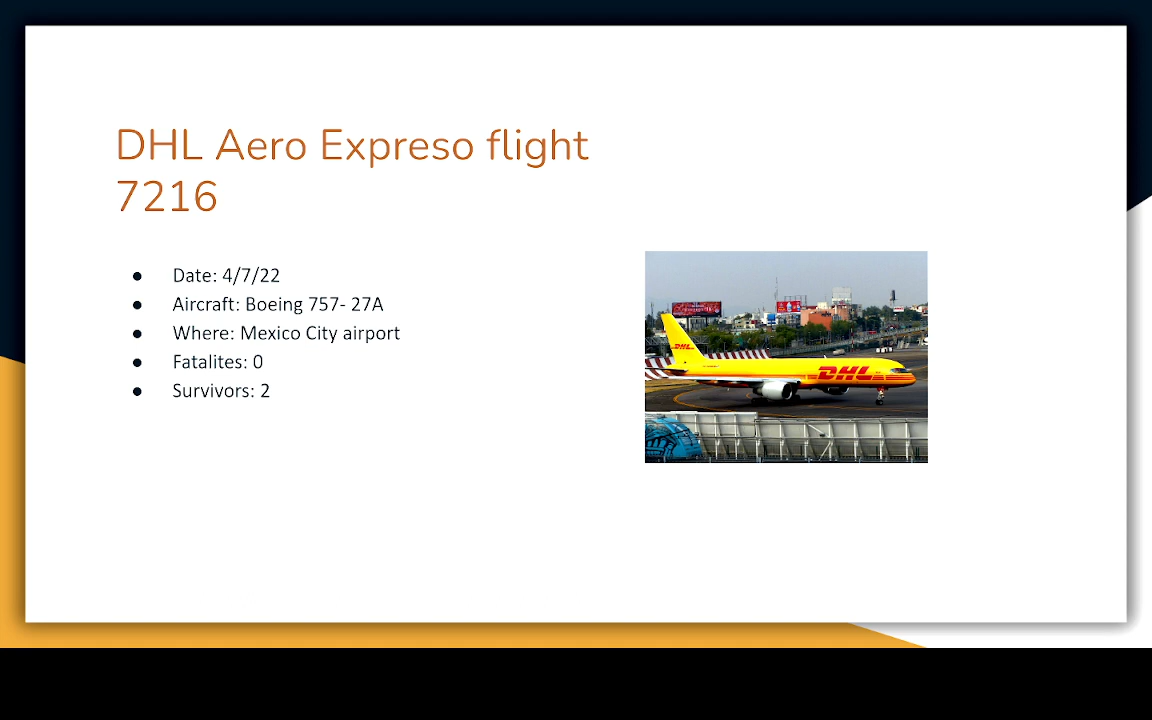 DHL Aero Expreso flight
7216
● Date: 4/7/22
● Aircraft: Boeing 757- 27A
● Where: Mexico City airport
● Fatalites: 0
● Survivors: 2
DHL
DHL